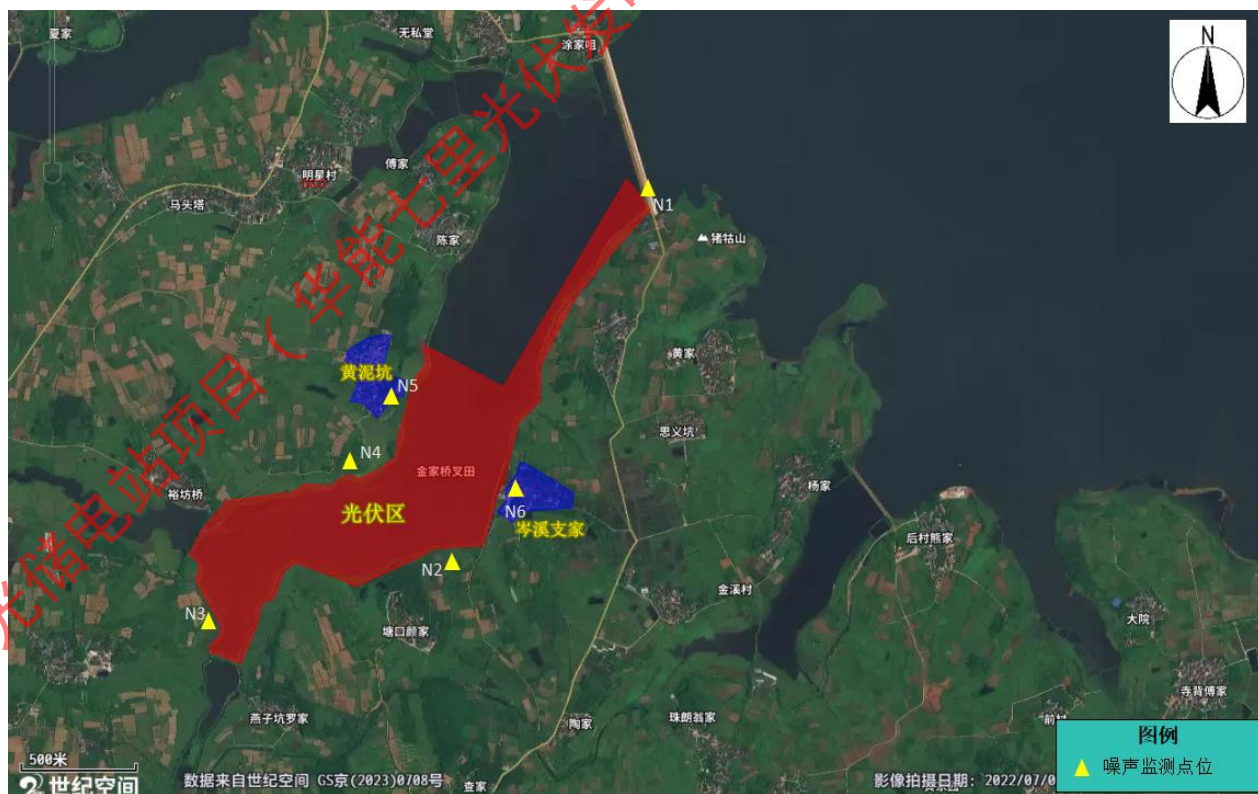 夏家
无私堂
涂家咀
N
傅家
明星村
马头塔
N1
陈家
猪牯山
光储电站项目(华能七里光伏发
黄家
黄泥坑
N5
思义坑
N4
金家桥叉田
杨家
裕坊桥
光伏区
N6
岑溪支家
后村熊家
N2
金溪村
N3
塘口颜家
大院
寺背傅家
燕子坑罗家
陶家
珠朗翁家
前村
图例
噪声监测点位
500米
世纪空间
数据来自世纪空间 GS京(2023)0708号
查家
影像拍摄日期: 2022/07/0